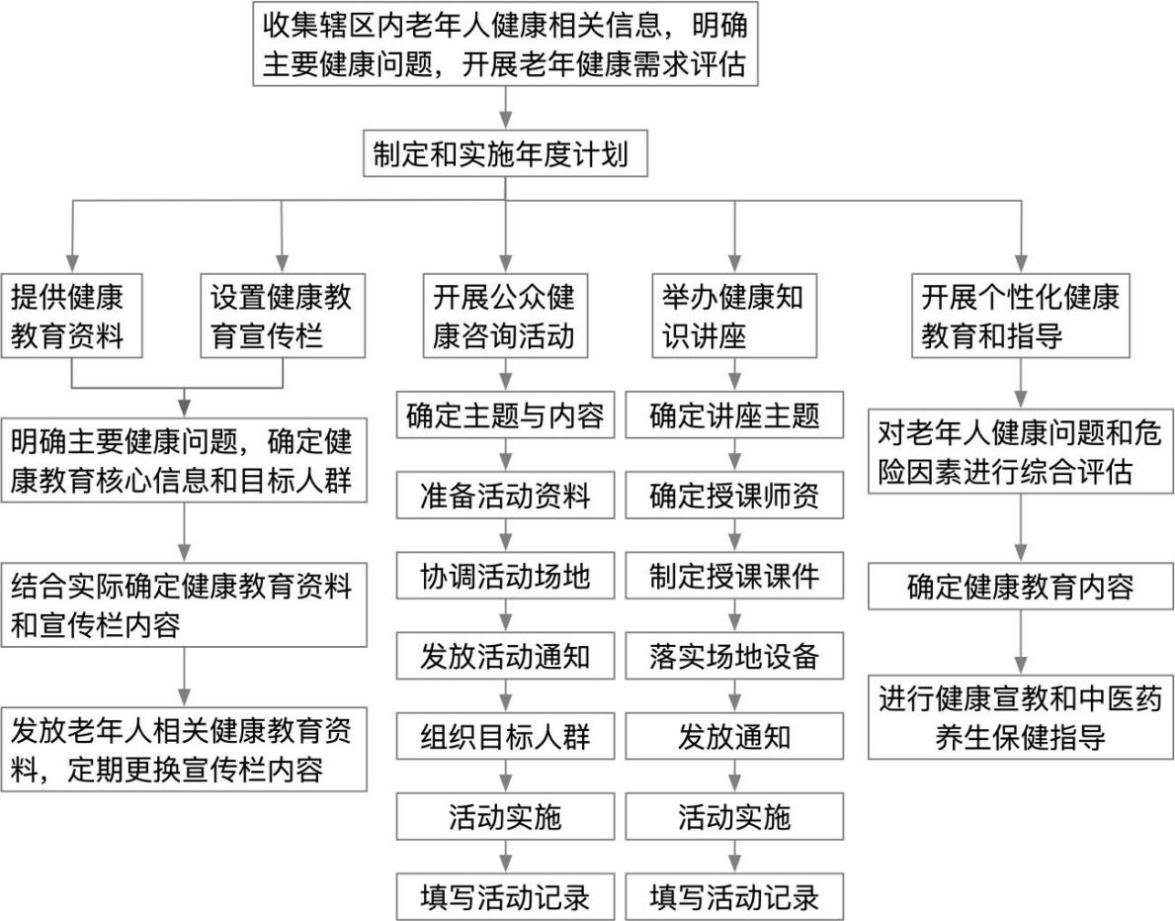 收集辖区内老年人健康相关信息，明确
主要健康问题，开展老年健康需求评估
制定和实施年度计划
提供健康
教育资料
设置健康教
育宣传栏
明确主要健康问题，确定健
康教育核心信息和目标人群
结合实际确定健康教育资料
和宣传栏内容
发放老年人相关健康教育资
料，定期更换宣传栏内容
开展公众健
康咨询活动
确定主题与内容
准备活动资料
协调活动场地
发放活动通知
组织目标人群
活动实施
填写活动记录
举办健康知
识讲座
确定讲座主题
确定授课师资
制定授课课件
落实场地设备
发放通知
活动实施
填写活动记录
开展个性化健康
教育和指导
对老年人健康问题和危
险因素进行综合评估
确定健康教育内容
进行健康宣教和中医药
养生保健指导